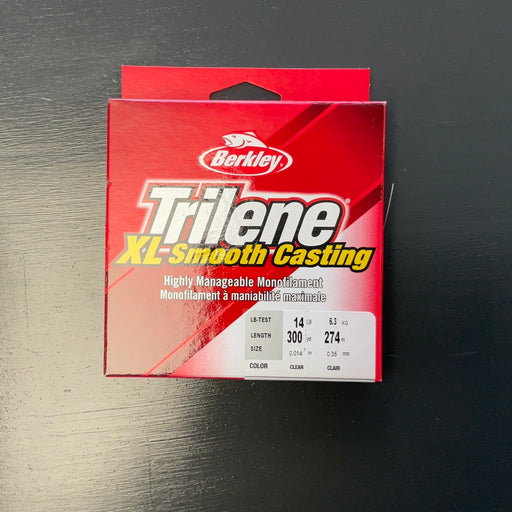 Berkley®
Trilene®
XL-Smooth Casting
Highly Manageable Monofilament
Monofilament à maniabilité maximale
LB-TEST 14 LB 6.3 KG
LENGTH 300 yd 274 m
SIZE 0.014" in 0.35 mm
COLOR CLEAR CLAIR